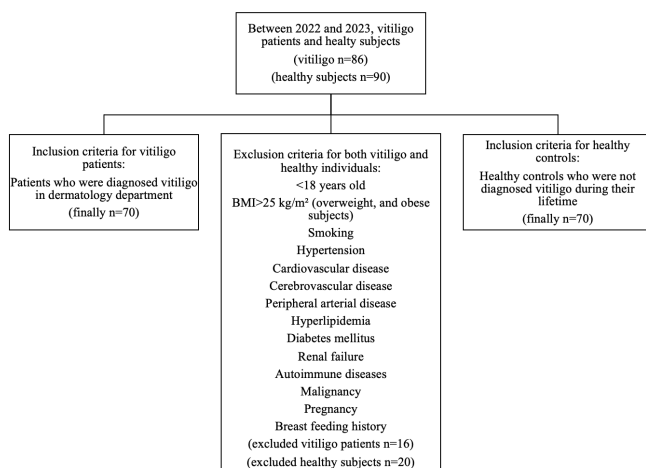 Between 2022 and 2023, vitiligo
patients and healty subjects
(vitiligo n=86)
(healthy subjects n=90)
Inclusion criteria for vitiligo
patients:
Patients who were diagnosed vitiligo
in dermatology department
(finally n=70)
Exclusion criteria for both vitiligo and
healthy individuals:
<18 years old
BMI>25 kg/m² (overweight, and obese
subjects)
Smoking
Hypertension
Cardiovascular disease
Cerebrovascular disease
Peripheral arterial disease
Hyperlipidemia
Diabetes mellitus
Renal failure
Autoimmune diseases
Malignancy
Pregnancy
Breast feeding history
(excluded vitiligo patients n=16)
(excluded healthy subjects n=20)
Inclusion criteria for healthy
controls:
Healthy controls who were not
diagnosed vitiligo during their
lifetime
(finally n=70)